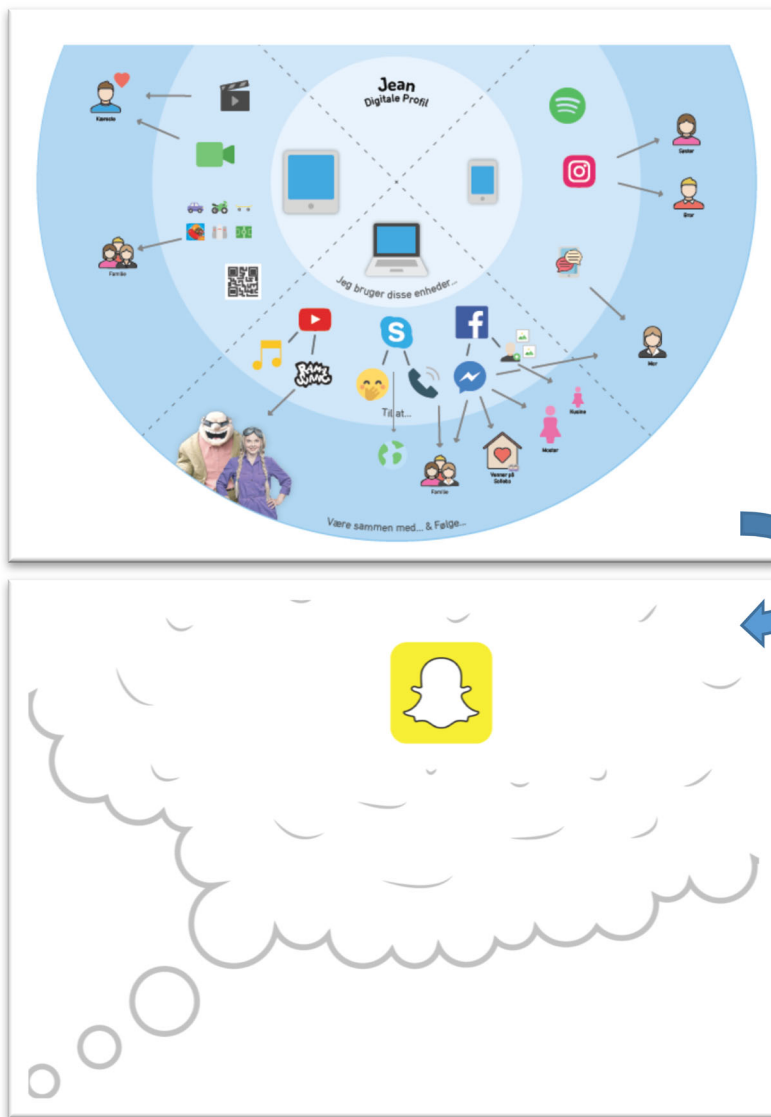 Jean
Digitale Profil
Kæreste
Søster
Bror
Familie
Jeg bruger disse enheder...
BAMSE
S
f
Mor
Til at...
Kusine
Moster
Familie
Venner på
Være sammen med... & Følge...